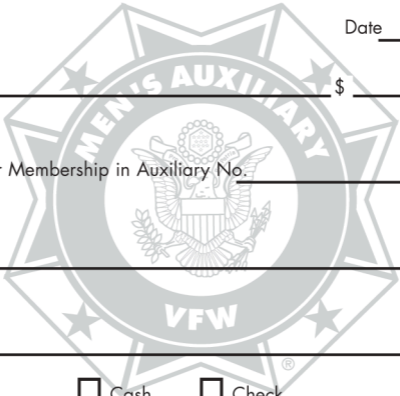 Date
MEN'S AUXILIARY
$
Membership in Auxiliary No.
VFW
®
Cash Check